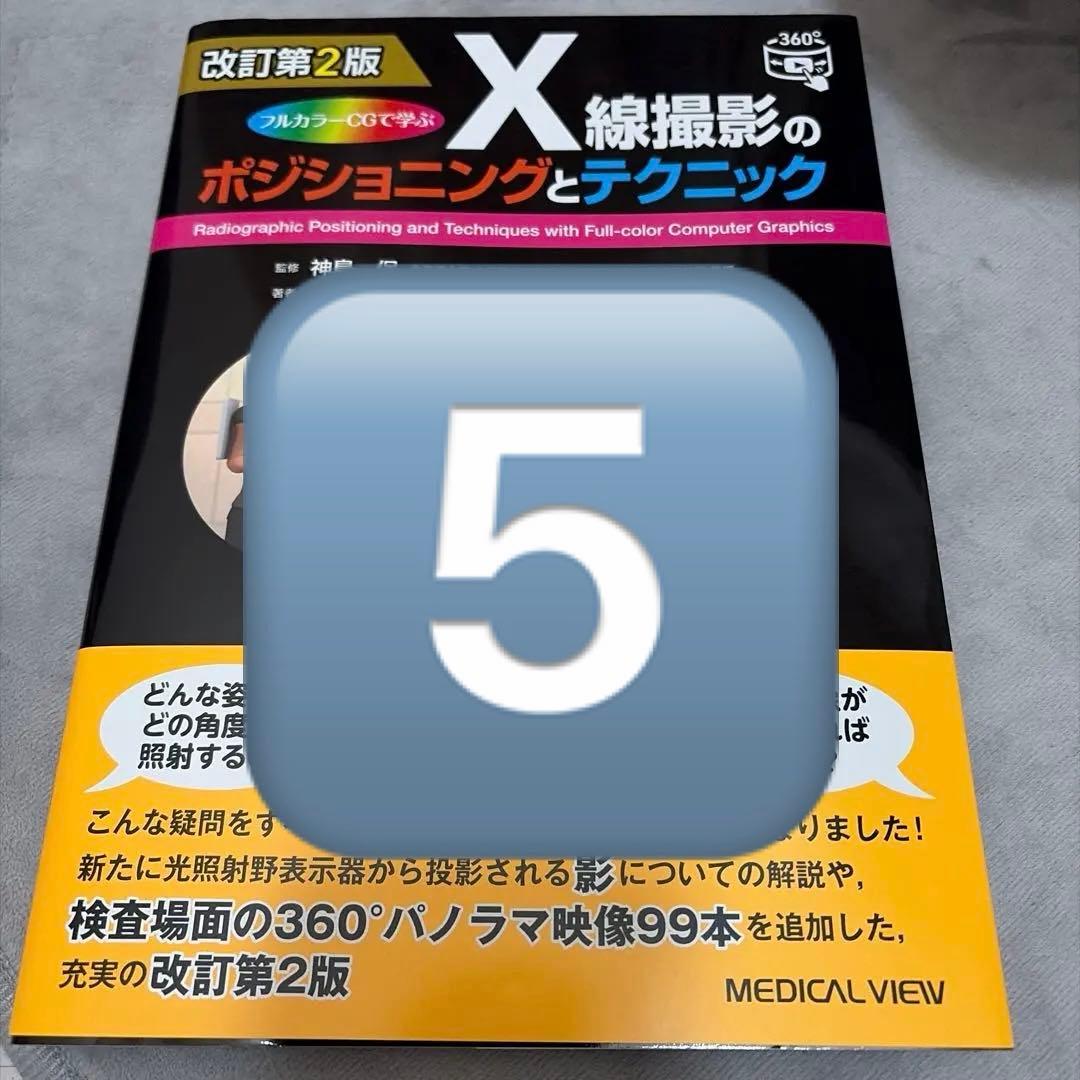 改訂第2版
360°
フルカラーCGで学ぶ
X線撮影の
ポジショニングとテクニック
Radiographic Positioning and Techniques with Full-color Computer Graphics
監修 神島 保
著者
5
どんな姿
どの角度
照射する
が
ば
こんな疑問をす
りました!
新たに光照射野表示器から投影される影についての解説や,
検査場面の360°パノラマ映像99本を追加した,
充実の改訂第2版
MEDICAL VIEW